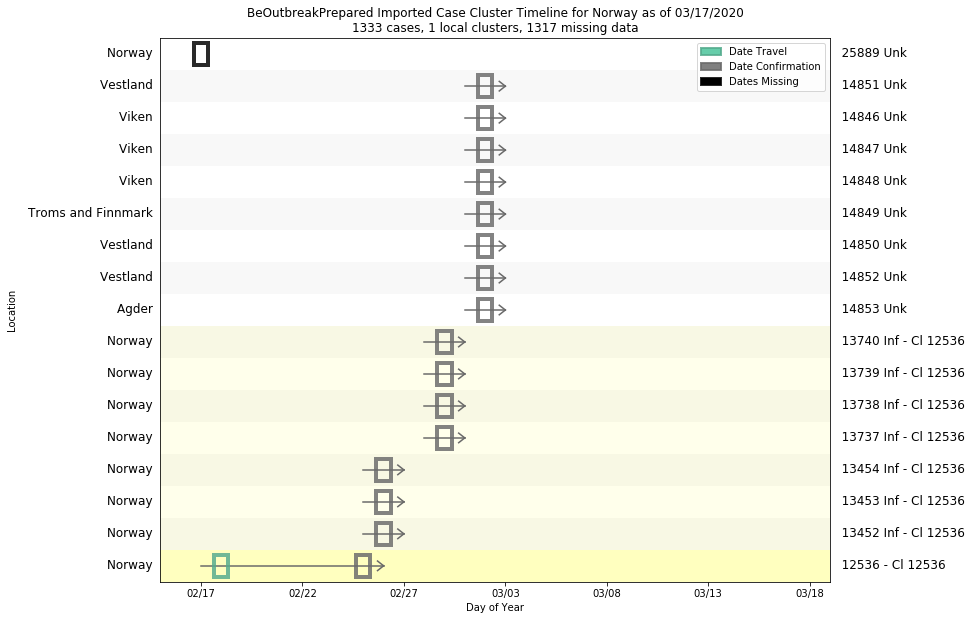 BeOutbreakPrepared Imported Case Cluster Timeline for Norway as of 03/17/2020
1333 cases, 1 local clusters, 1317 missing data
Date Travel
Date Confirmation
Dates Missing
Norway 25889 Unk
Vestland 14851 Unk
Viken 14846 Unk
Viken 14847 Unk
Viken 14848 Unk
Troms and Finnmark 14849 Unk
Vestland 14850 Unk
Vestland 14852 Unk
Agder 14853 Unk
Norway 13740 Inf - Cl 12536
Norway 13739 Inf - Cl 12536
Norway 13738 Inf - Cl 12536
Norway 13737 Inf - Cl 12536
Norway 13454 Inf - Cl 12536
Norway 13453 Inf - Cl 12536
Norway 13452 Inf - Cl 12536
Norway 12536 - Cl 12536
Location
02/17 02/22 02/27 03/03 03/08 03/13 03/18
Day of Year